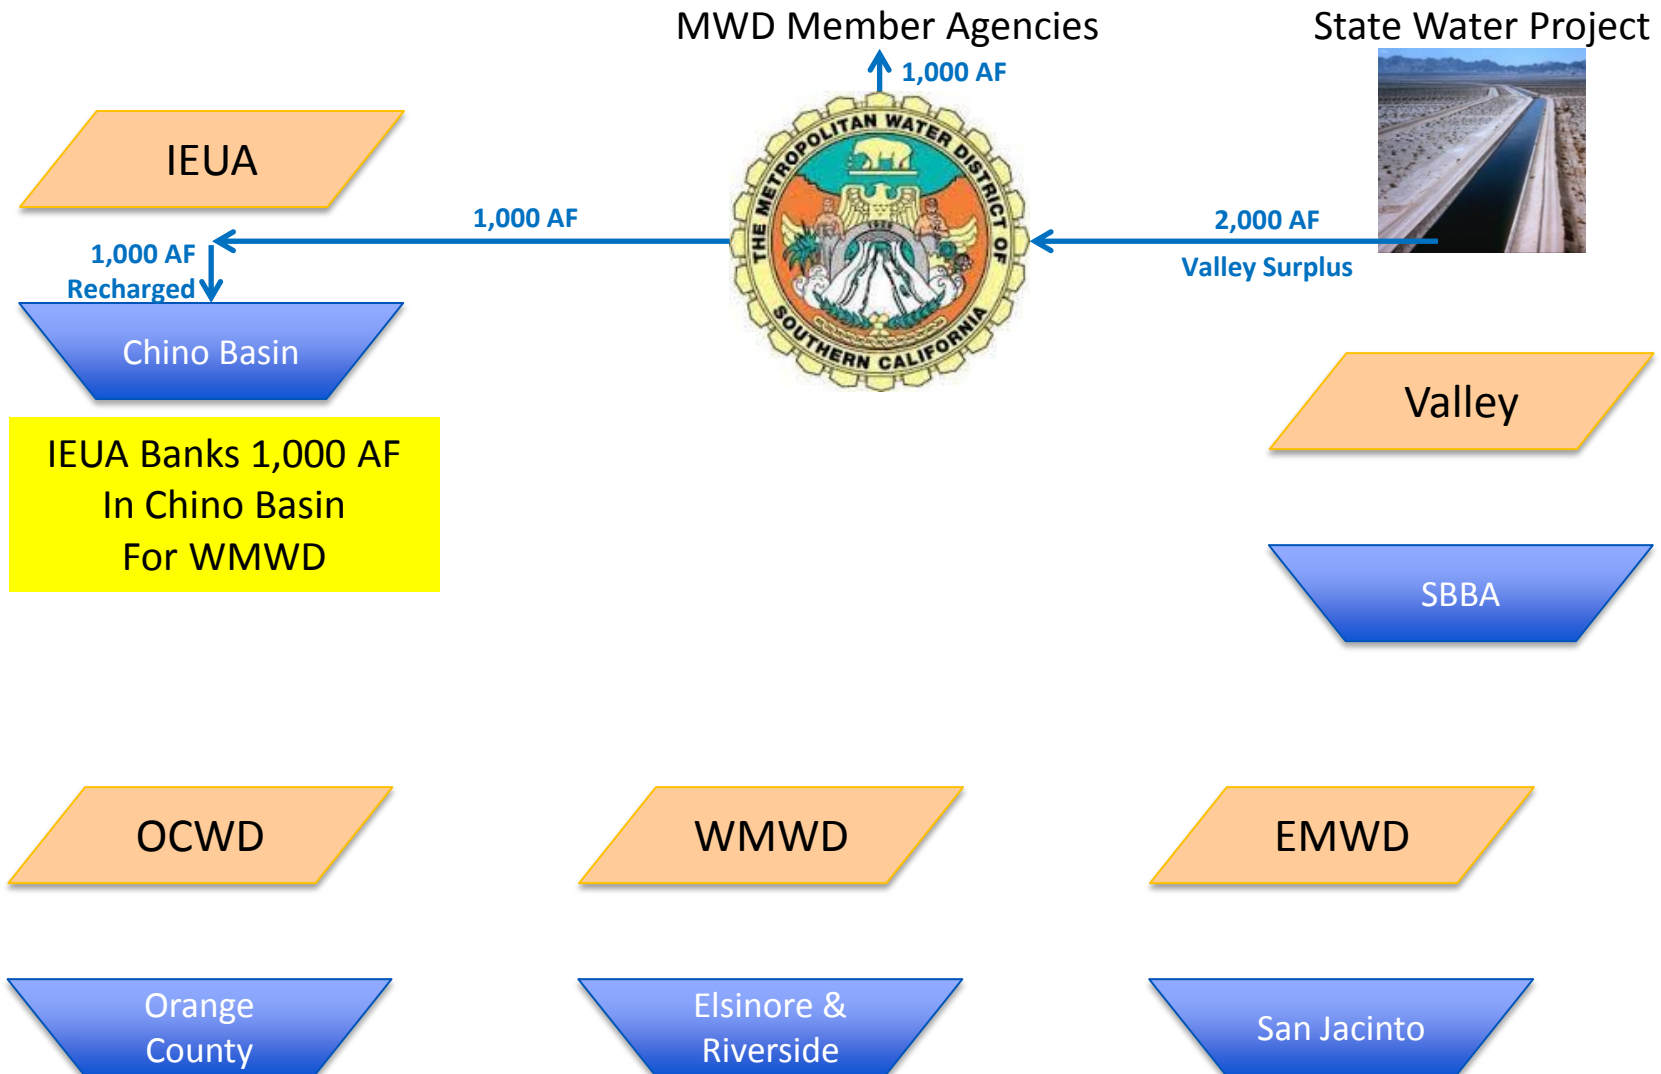 MWD Member Agencies
State Water Project
1,000 AF
IEUA
THE METROPOLITAN WATER DISTRICT OF
SOUTHERN CALIFORNIA
1928
1,000 AF
2,000 AF
Valley Surplus
1,000 AF
Recharged
Chino Basin
Valley
IEUA Banks 1,000 AF
In Chino Basin
For WMWD
SBBA
OCWD
WMWD
EMWD
Orange
County
Elsinore &
Riverside
San Jacinto